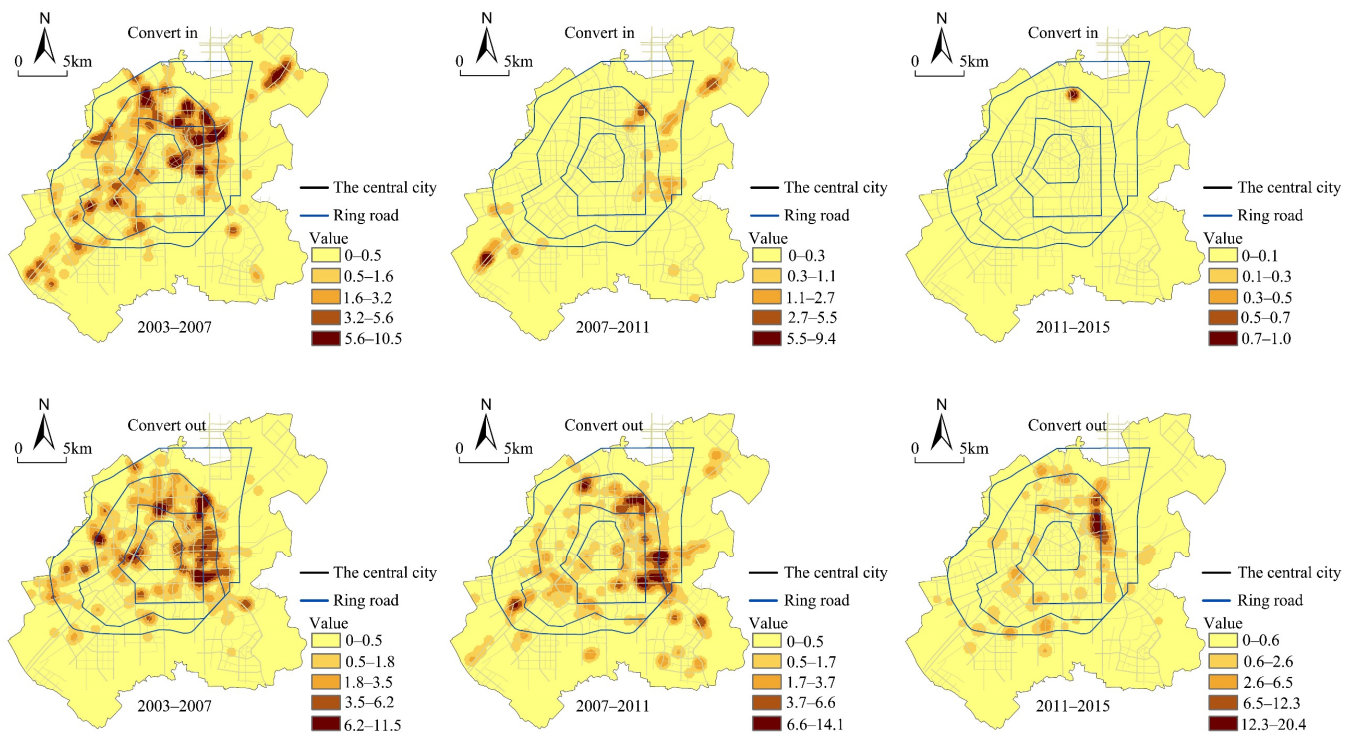 N
Convert in
0 5km
The central city
Ring road
Value
0–0.5
0.5–1.6
1.6–3.2
3.2–5.6
5.6–10.5
2003–2007
N
Convert in
0 5km
The central city
Ring road
Value
0–0.3
0.3–1.1
1.1–2.7
2.7–5.5
5.5–9.4
2007–2011
N
Convert in
0 5km
The central city
Ring road
Value
0–0.1
0.1–0.3
0.3–0.5
0.5–0.7
0.7–1.0
2011–2015
N
Convert out
0 5km
The central city
Ring road
Value
0–0.5
0.5–1.8
1.8–3.5
3.5–6.2
6.2–11.5
2003–2007
N
Convert out
0 5km
The central city
Ring road
Value
0–0.5
0.5–1.7
1.7–3.7
3.7–6.6
6.6–14.1
2007–2011
N
Convert out
0 5km
The central city
Ring road
Value
0–0.6
0.6–2.6
2.6–6.5
6.5–12.3
12.3–20.4
2011–2015